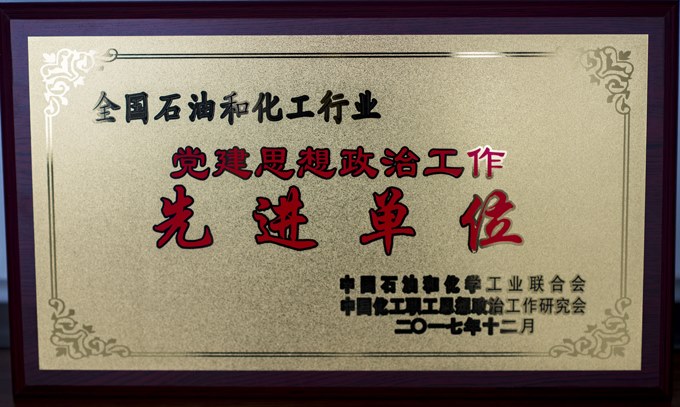 全国石油和化工行业
党建思想政治工作
先进单位
中国石油和化学工业联合会
中国化工职工思想政治工作研究会
二〇一七年十二月